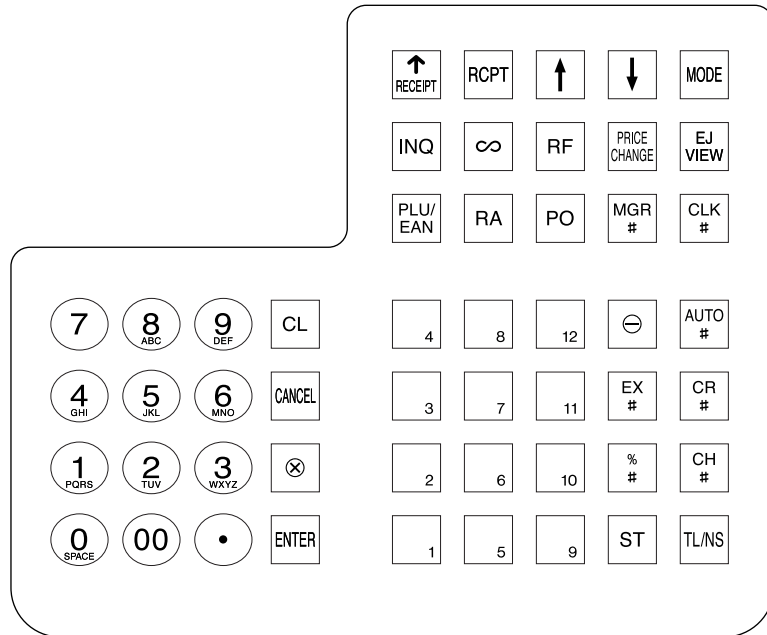 ↑
RECEIPT
RCPT
↑
↓
MODE
INQ
∞
RF
PRICE
CHANGE
EJ
VIEW
PLU/
EAN
RA
PO
MGR
#
CLK
#
7
8
ABC
9
DEF
CL
4
8
12
⊖
AUTO
#
4
GHI
5
JKL
6
MNO
CANCEL
3
7
11
EX
#
CR
#
1
PQRS
2
TUV
3
WXYZ
⊗
2
6
10
%
#
CH
#
0
SPACE
00
•
ENTER
1
5
9
ST
TL/NS